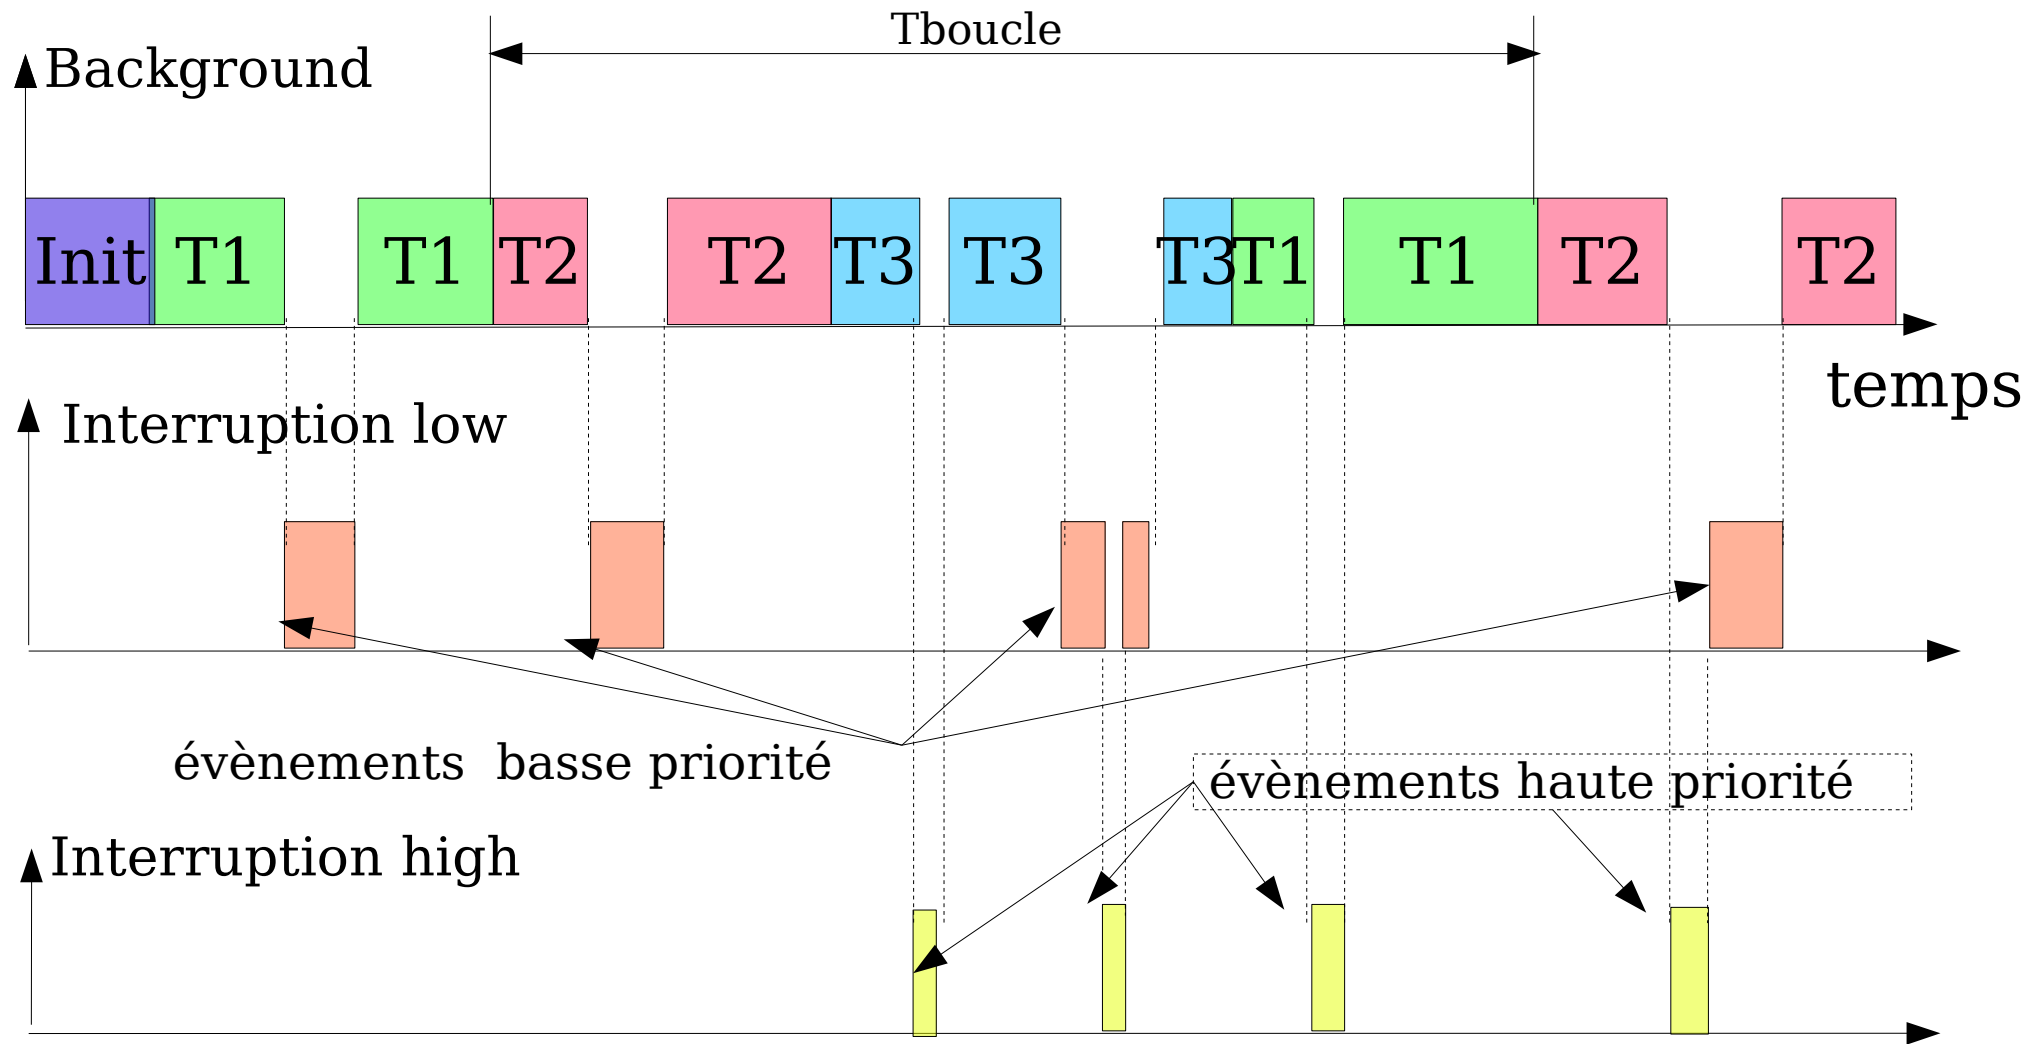 Tboucle
Background
Init T1 T1 T2 T2 T3 T3 T3 T1 T1 T2 T2
temps
Interruption low
évènements  basse priorité
évènements haute priorité
Interruption high